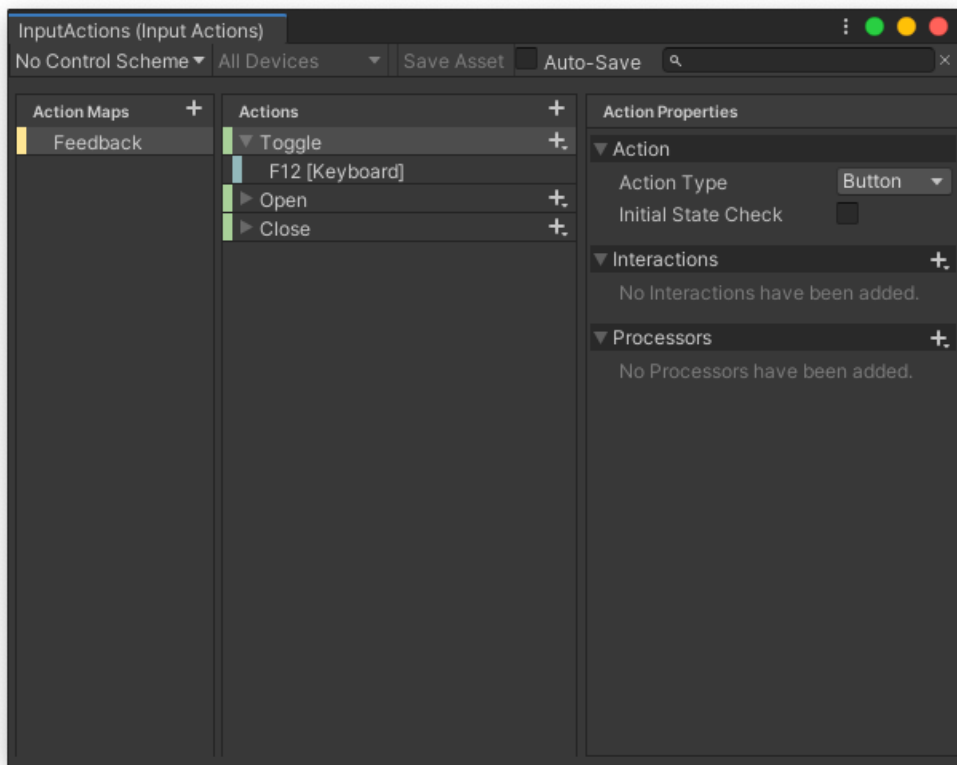 InputActions (Input Actions)
No Control Scheme All Devices Save Asset Auto-Save
Action Maps
Feedback
Actions
Toggle
F12 [Keyboard]
Open
Close
Action Properties
Action
Action Type Button
Initial State Check
Interactions
No Interactions have been added.
Processors
No Processors have been added.